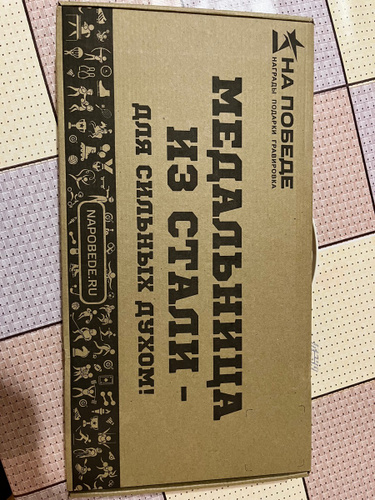 НА ПОБЕДЕ
НАГРАДЫ ПОДАРКИ ГРАВИРОВКА
МЕДАЛЬНИЦА
ИЗ СТАЛИ -
ДЛЯ СИЛЬНЫХ ДУХОМ!
NAPOBEDE.RU